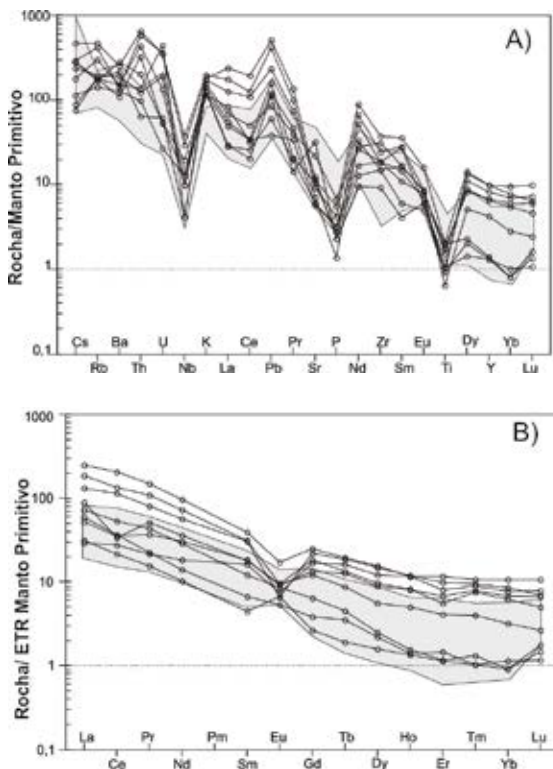 A)
1000
100
10
1
0,1
Rocha/Manto Primitivo
Cs Ba Th U K La Ce Pb Pr P Nd Zr Sm Eu Dy Yb
Rb Nb Sr Ti Y Lu
B)
1000
100
10
1
0,1
Rocha/ ETR Manto Primitivo
La Pr Pm Eu Tb Ho Tm Lu
Ce Nd Sm Gd Dy Er Yb